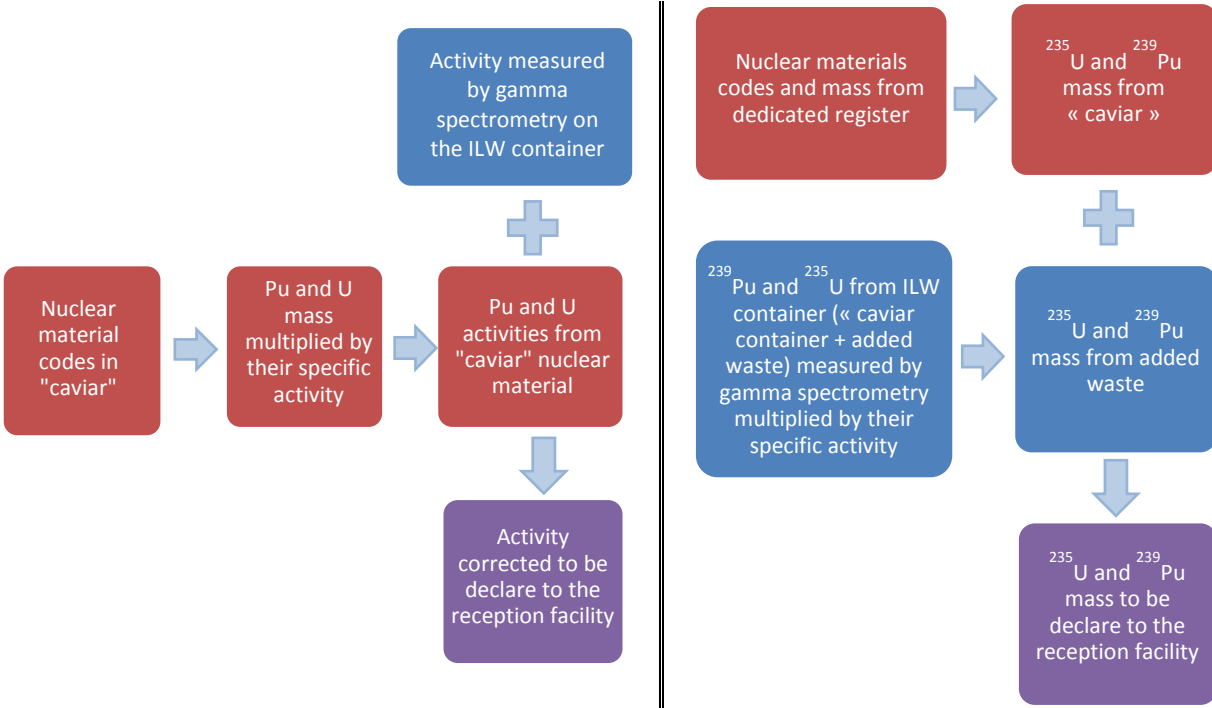 Activity measured
by gamma
spectrometry on
the ILW container
Nuclear
material
codes in
"caviar"
Pu and U
mass
multiplied by
their specific
activity
Pu and U
activities from
"caviar" nuclear
material
Activity
corrected to be
declare to the
reception facility
Nuclear materials
codes and mass from
dedicated register
²³⁵U and ²³⁹Pu
mass from
« caviar »
²³⁹Pu and ²³⁵U from ILW
container (« caviar
container + added
waste) measured by
gamma spectrometry
multiplied by their
specific activity
²³⁵U and ²³⁹Pu
mass from added
waste
²³⁵U and ²³⁹Pu
mass to be
declare to the
reception facility